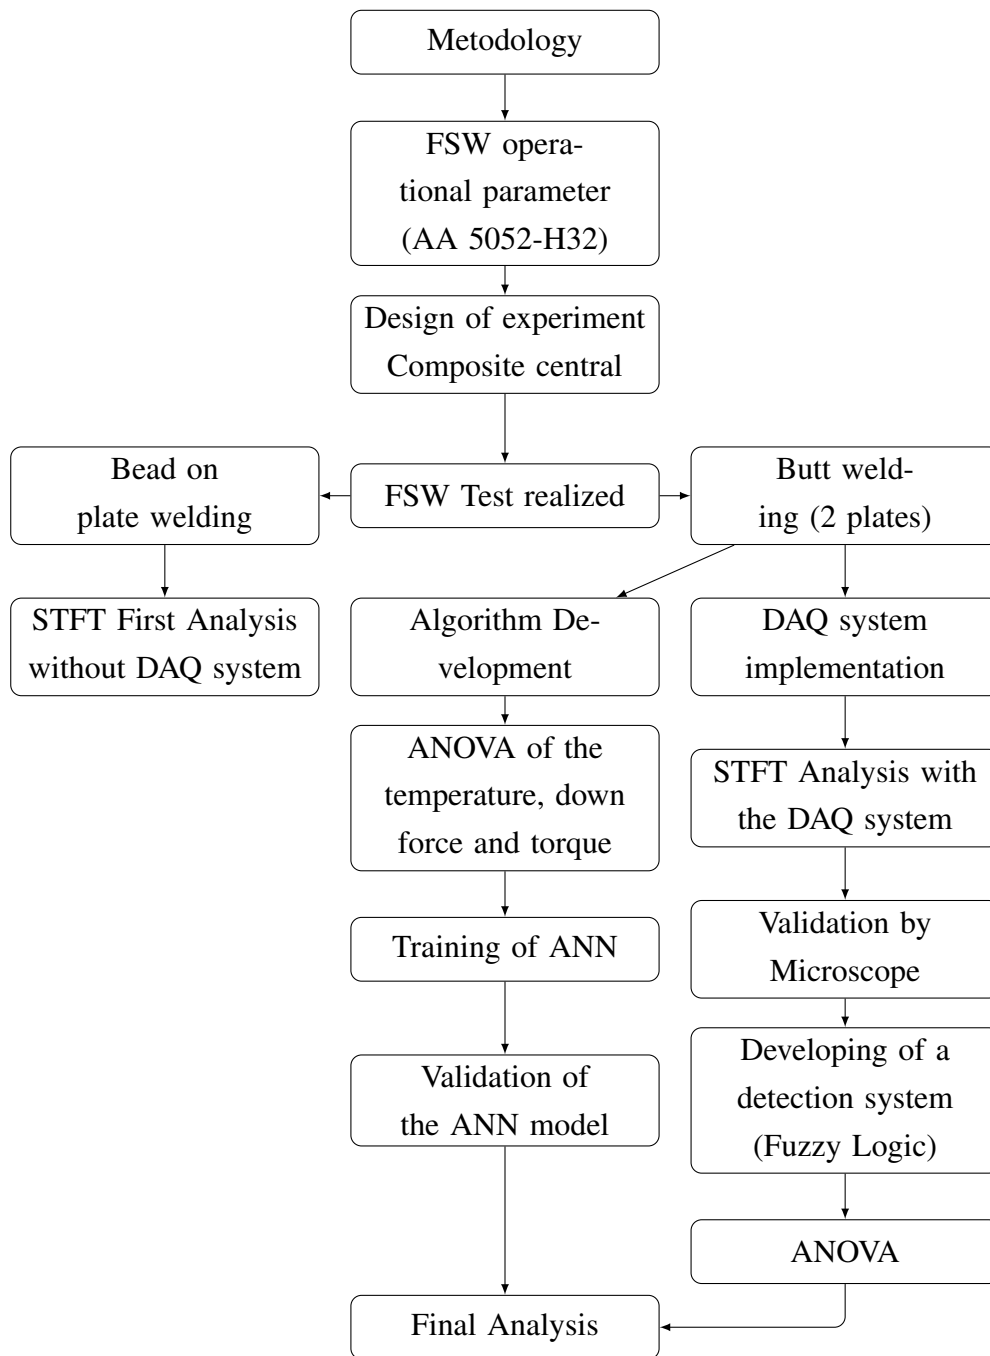 Metodology
FSW opera-
tional parameter
(AA 5052-H32)
Design of experiment
Composite central
Bead on
plate welding
FSW Test realized
Butt weld-
ing (2 plates)
STFT First Analysis
without DAQ system
Algorithm De-
velopment
DAQ system
implementation
ANOVA of the
temperature, down
force and torque
STFT Analysis with
the DAQ system
Training of ANN
Validation by
Microscope
Validation of
the ANN model
Developing of a
detection system
(Fuzzy Logic)
ANOVA
Final Analysis